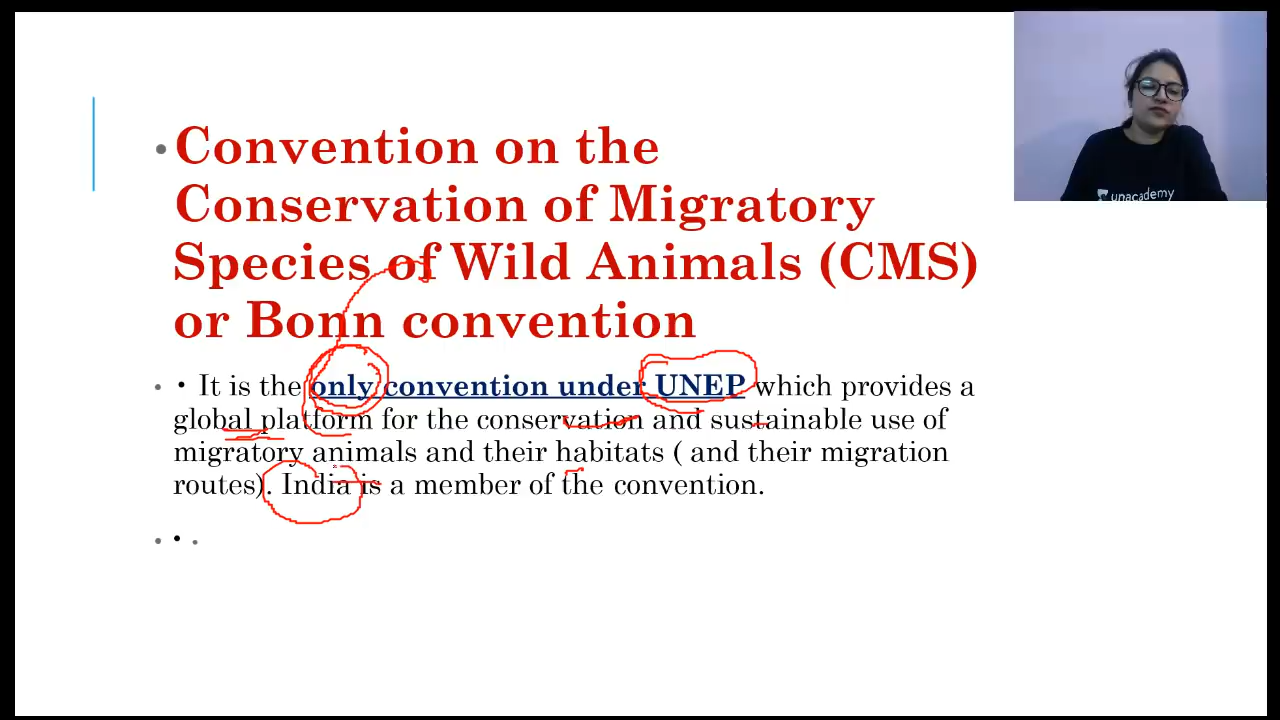 • Convention on the
Conservation of Migratory
Species of Wild Animals (CMS)
or Bonn convention
• • It is the only convention under UNEP which provides a
global platform for the conservation and sustainable use of
migratory animals and their habitats ( and their migration
routes). India is a member of the convention.
• • •
unacademy